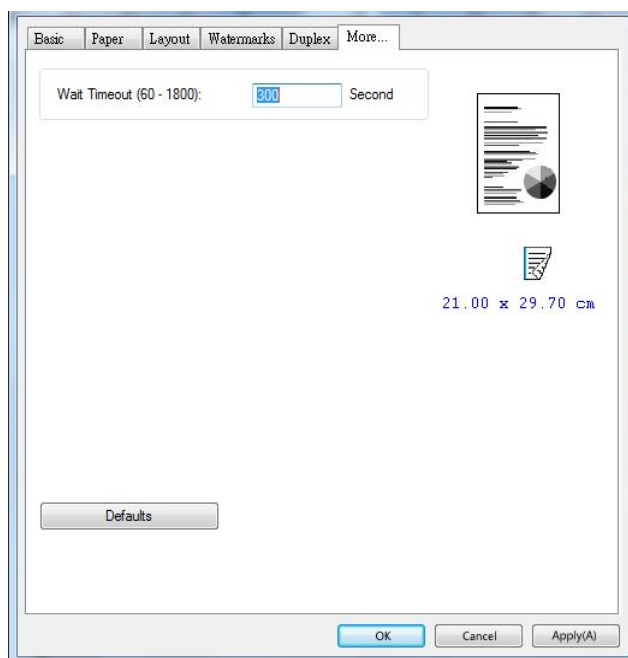 Basic Paper Layout Watermarks Duplex More...
Wait Timeout (60 - 1800): 300 Second
21.00 x 29.70 cm
Defaults
OK Cancel Apply(A)